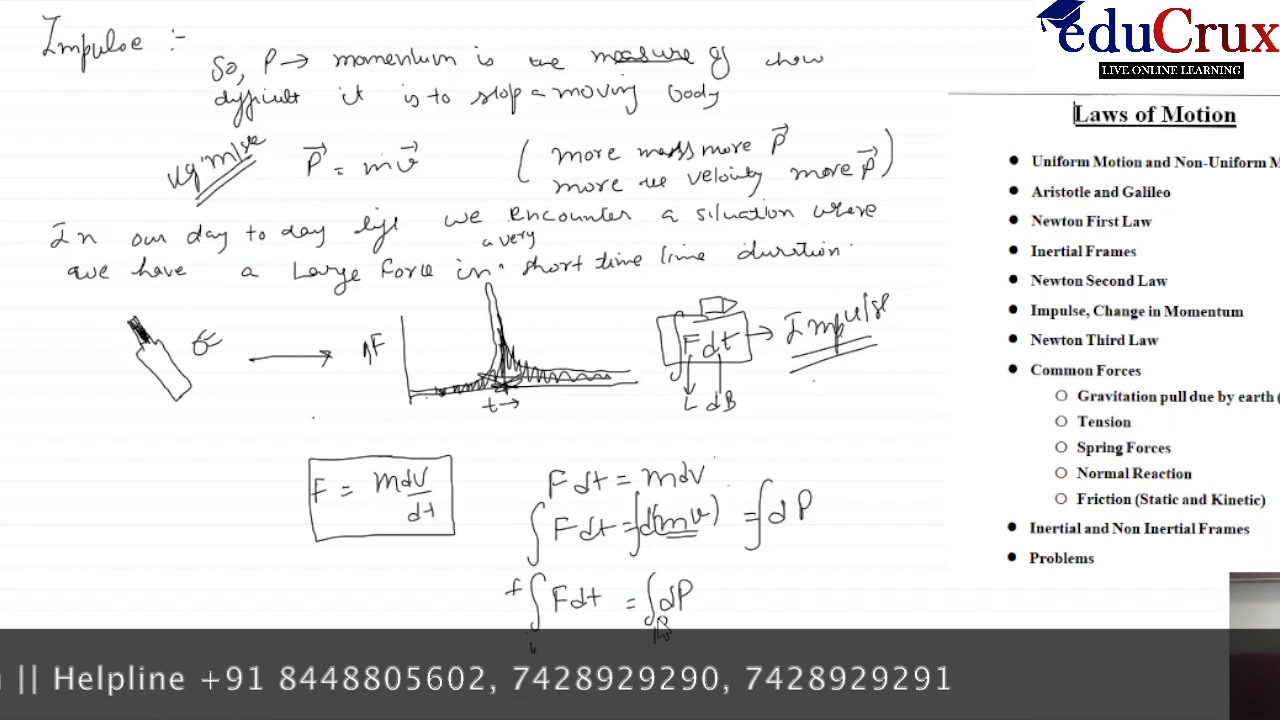 Impulse :-
So, P → momentum is the measure of how
difficult it is to stop a moving body
kg m/se
P = mv
( more mass more P
more the velocity more P )
In our day to day life we encounter a situation where
we have a Large Force in a very short time time duration
↑F
t→
∫Fdt → Impulse
L dB
F = mdv/dt
Fdt = mdv
∫Fdt = ∫d(mv) = ∫dP
f
∫Fdt = ∫dP
i
eduCrux
LIVE ONLINE LEARNING
Laws of Motion
● Uniform Motion and Non-Uniform M
● Aristotle and Galileo
● Newton First Law
● Inertial Frames
● Newton Second Law
● Impulse, Change in Momentum
● Newton Third Law
● Common Forces
○ Gravitation pull due by earth (
○ Tension
○ Spring Forces
○ Normal Reaction
○ Friction (Static and Kinetic)
● Inertial and Non Inertial Frames
● Problems
|| Helpline +91 8448805602, 7428929290, 7428929291